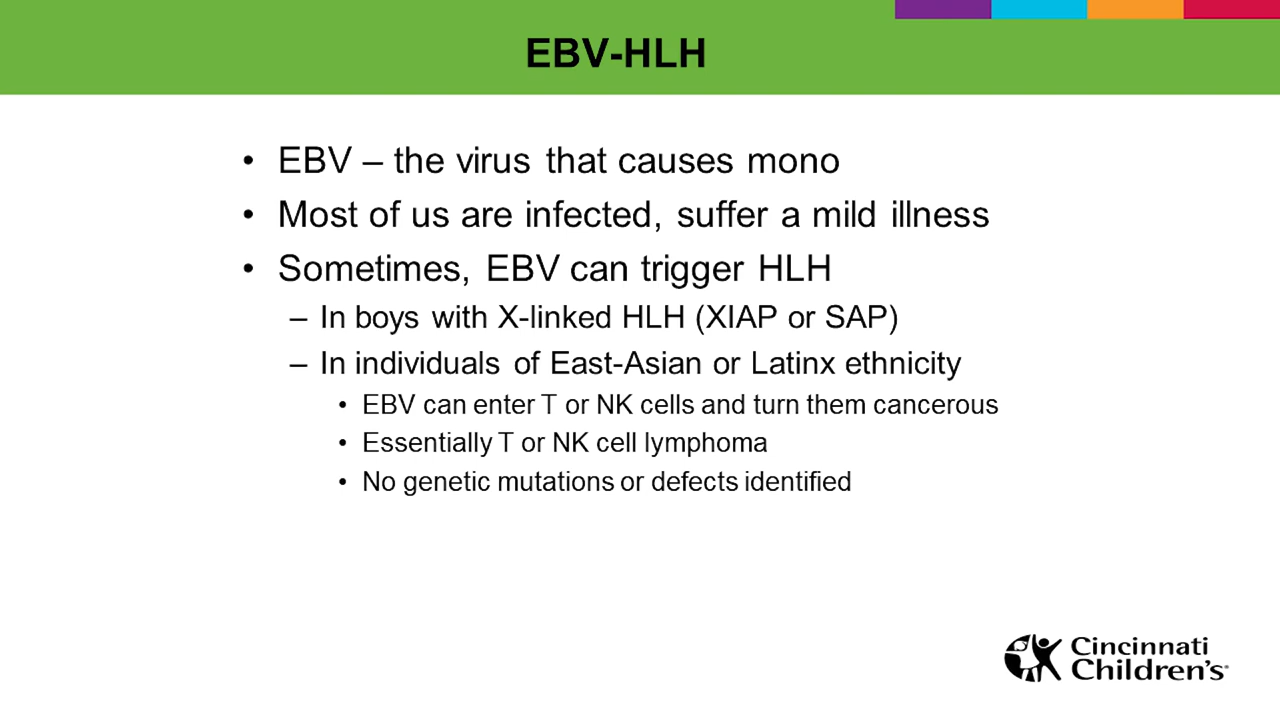 EBV-HLH
• EBV – the virus that causes mono
• Most of us are infected, suffer a mild illness
• Sometimes, EBV can trigger HLH
– In boys with X-linked HLH (XIAP or SAP)
– In individuals of East-Asian or Latinx ethnicity
• EBV can enter T or NK cells and turn them cancerous
• Essentially T or NK cell lymphoma
• No genetic mutations or defects identified
Cincinnati
Children's